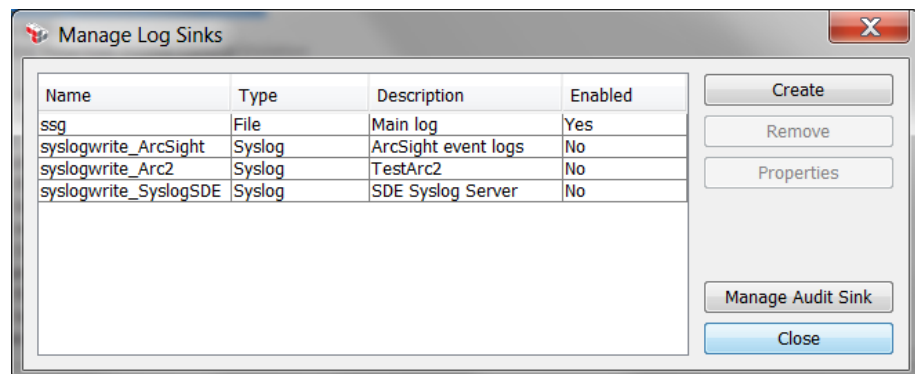 Manage Log Sinks
Name Type Description Enabled
ssg File Main log Yes
syslogwrite_ArcSight Syslog ArcSight event logs No
syslogwrite_Arc2 Syslog TestArc2 No
syslogwrite_SyslogSDE Syslog SDE Syslog Server No
Create
Remove
Properties
Manage Audit Sink
Close